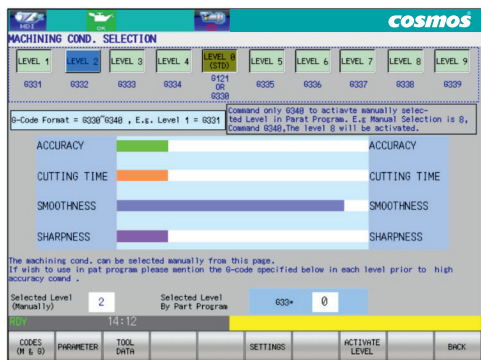 MDI
OK
cosmos
MACHINING COND. SELECTION
LEVEL 1
LEVEL 2
LEVEL 3
LEVEL 4
LEVEL 0 (STD)
LEVEL 5
LEVEL 6
LEVEL 7
LEVEL 8
LEVEL 9
G331
G332
G333
G334
G121 OR G330
G335
G336
G337
G338
G339
G-Code Format = G330~G340 , E.g. Level 1 = G331
Command only G340 to actiavte manually selec-
ted Level in Parat Program. E.g Manual Selection is 8,
Command G340,The level 8 will be activated.
ACCURACY
ACCURACY
CUTTING TIME
CUTTING TIME
SMOOTHNESS
SMOOTHNESS
SHARPNESS
SHARPNESS
The machining cond. can be selected manually from this page.
If wish to use in pat program please mention the G-code specified below in each level prior to high
accuracy comnd .
Selected Level
(Manually)
2
Selected Level
By Part Program
G33*
0
RDY
14:12
CODES (M & G)
PARAMETER
TOOL DATA
SETTINGS
ACTIVATE LEVEL
BACK